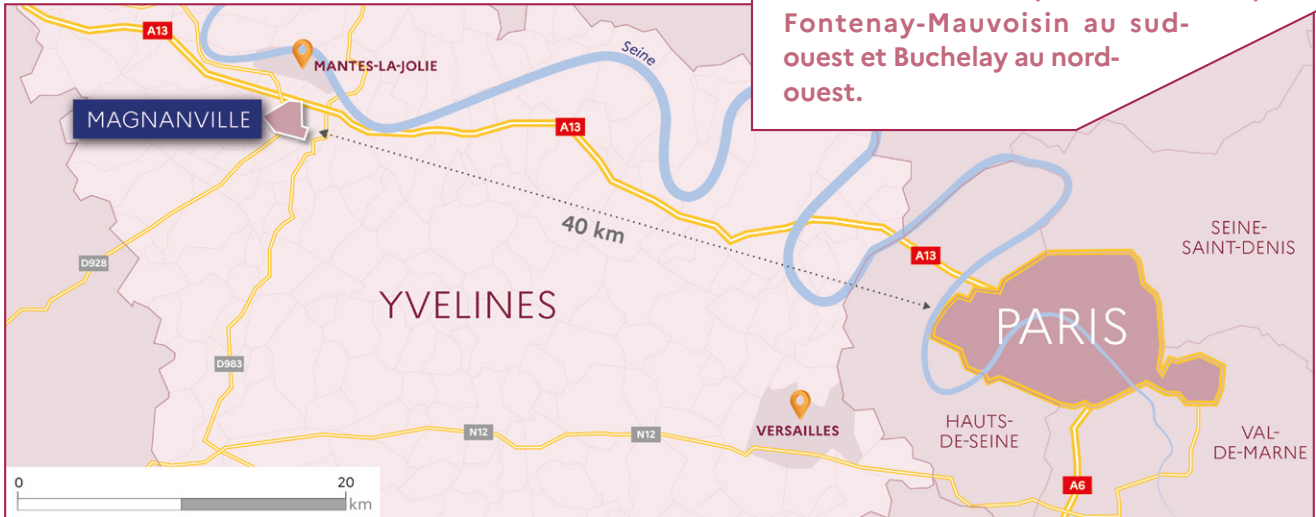 Fontenay-Mauvoisin au sud-
ouest et Buchelay au nord-
ouest.
A13
MANTES-LA-JOLIE
Seine
MAGNANVILLE
A13
40 km
SEINE-
SAINT-DENIS
A13
D928
YVELINES
PARIS
D983
VERSAILLES
HAUTS-
DE-SEINE
N12
N12
VAL-
DE-MARNE
A6
0
20
km